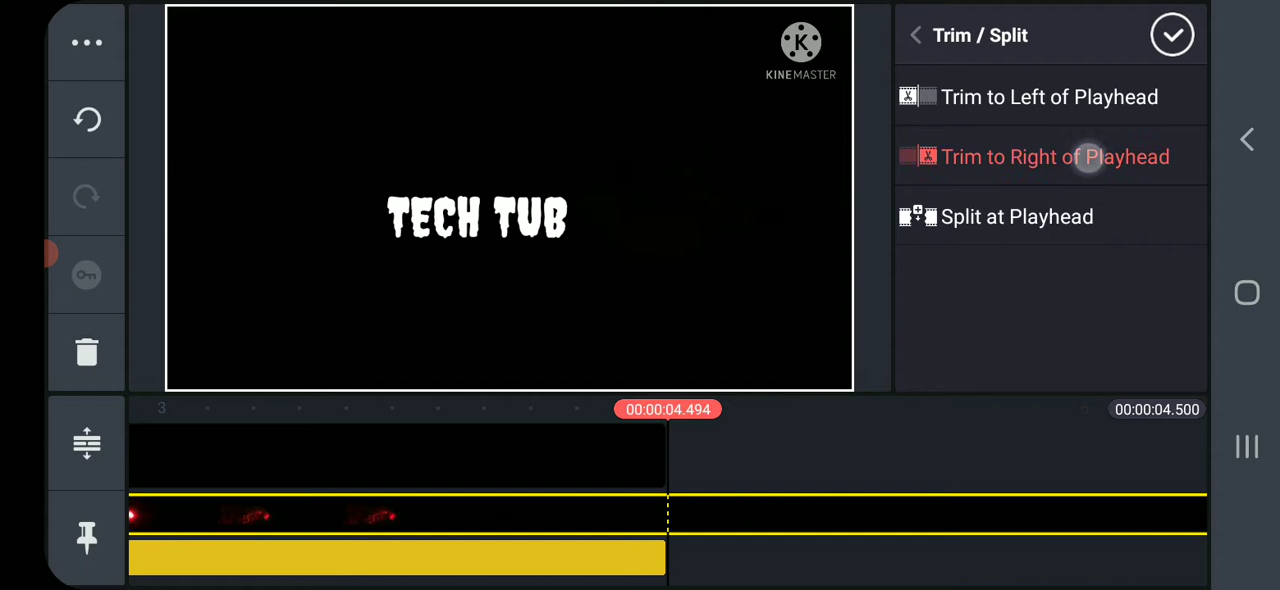 Trim / Split
KINEMASTER
Trim to Left of Playhead
Trim to Right of Playhead
Split at Playhead
TECH TUB
3
00:00:04.494
00:00:04.500